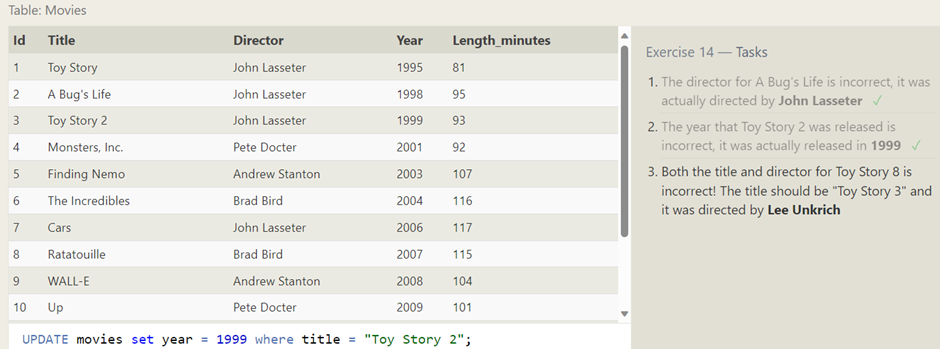 Table: Movies
Id Title Director Year Length_minutes
1 Toy Story John Lasseter 1995 81
2 A Bug's Life John Lasseter 1998 95
3 Toy Story 2 John Lasseter 1999 93
4 Monsters, Inc. Pete Docter 2001 92
5 Finding Nemo Andrew Stanton 2003 107
6 The Incredibles Brad Bird 2004 116
7 Cars John Lasseter 2006 117
8 Ratatouille Brad Bird 2007 115
9 WALL-E Andrew Stanton 2008 104
10 Up Pete Docter 2009 101
UPDATE movies set year = 1999 where title = "Toy Story 2";
Exercise 14 — Tasks
1. The director for A Bug's Life is incorrect, it was
actually directed by John Lasseter ✓
2. The year that Toy Story 2 was released is
incorrect, it was actually released in 1999 ✓
3. Both the title and director for Toy Story 8 is
incorrect! The title should be "Toy Story 3" and
it was directed by Lee Unkrich